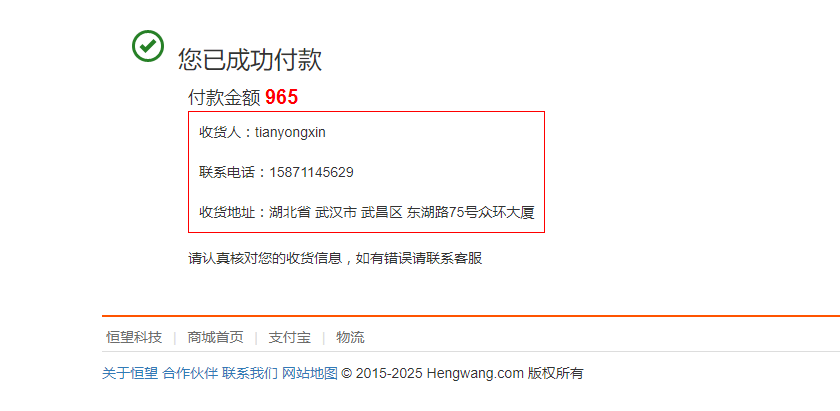 您已成功付款
付款金额 965
收货人：tianyongxin
联系电话：15871145629
收货地址：湖北省 武汉市 武昌区 东湖路75号众环大厦
请认真核对您的收货信息，如有错误请联系客服
恒望科技 | 商城首页 | 支付宝 | 物流
关于恒望 合作伙伴 联系我们 网站地图 © 2015-2025 Hengwang.com 版权所有